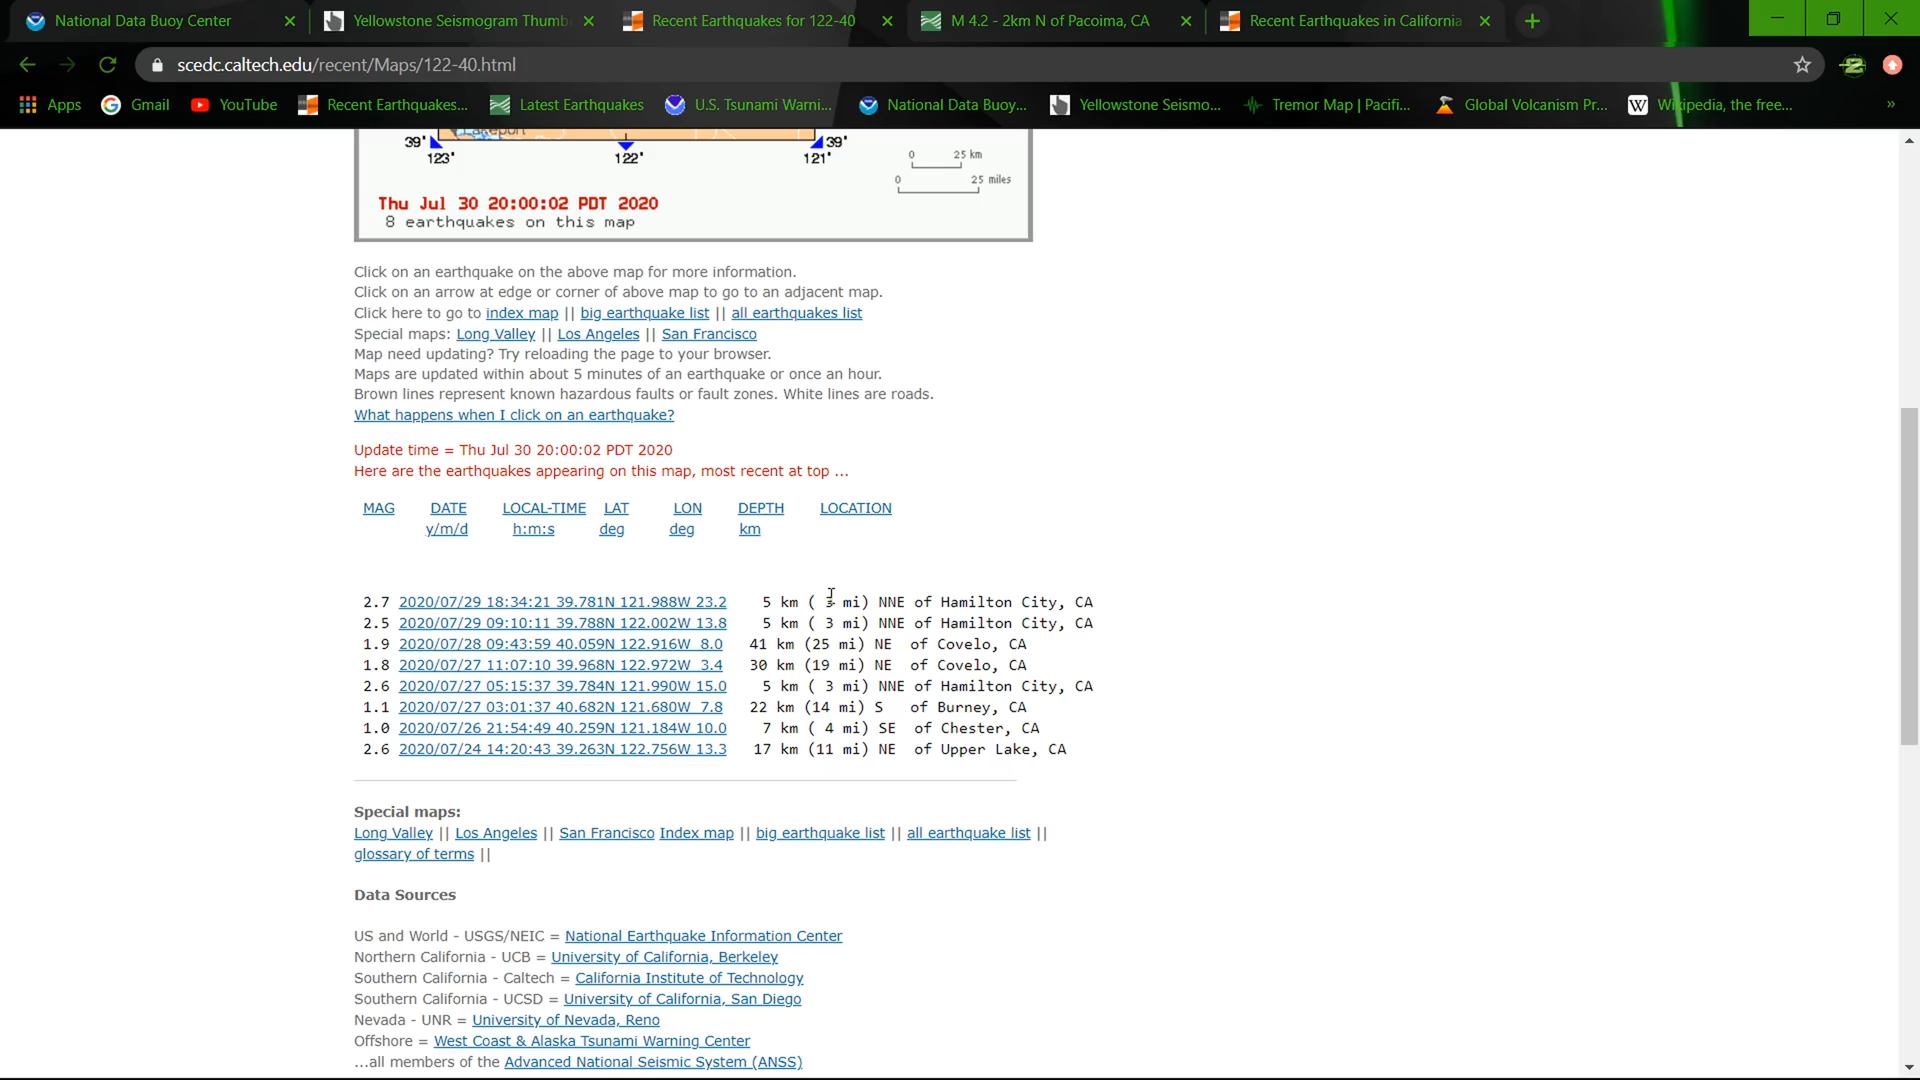 National Data Buoy Center
Yellowstone Seismogram Thumb
Recent Earthquakes for 122-40
M 4.2 - 2km N of Pacoima, CA
Recent Earthquakes in California
scedc.caltech.edu/recent/Maps/122-40.html
Apps
Gmail
YouTube
Recent Earthquakes...
Latest Earthquakes
U.S. Tsunami Warni...
National Data Buoy...
Yellowstone Seismo...
Tremor Map | Pacifi...
Global Volcanism Pr...
Wikipedia, the free...
»
Lakeport
39' 39'
123' 122' 121'
0 25 km
0 25 miles
Thu Jul 30 20:00:02 PDT 2020
8 earthquakes on this map
Click on an earthquake on the above map for more information.
Click on an arrow at edge or corner of above map to go to an adjacent map.
Click here to go to index map || big earthquake list || all earthquakes list
Special maps: Long Valley || Los Angeles || San Francisco
Map need updating? Try reloading the page to your browser.
Maps are updated within about 5 minutes of an earthquake or once an hour.
Brown lines represent known hazardous faults or fault zones. White lines are roads.
What happens when I click on an earthquake?
Update time = Thu Jul 30 20:00:02 PDT 2020
Here are the earthquakes appearing on this map, most recent at top ...
MAG DATE LOCAL-TIME LAT LON DEPTH LOCATION
y/m/d h:m:s deg deg km
2.7 2020/07/29 18:34:21 39.781N 121.988W 23.2 5 km ( 3 mi) NNE of Hamilton City, CA
2.5 2020/07/29 09:10:11 39.788N 122.002W 13.8 5 km ( 3 mi) NNE of Hamilton City, CA
1.9 2020/07/28 09:43:59 40.059N 122.916W 8.0 41 km (25 mi) NE of Covelo, CA
1.8 2020/07/27 11:07:10 39.968N 122.972W 3.4 30 km (19 mi) NE of Covelo, CA
2.6 2020/07/27 05:15:37 39.784N 121.990W 15.0 5 km ( 3 mi) NNE of Hamilton City, CA
1.1 2020/07/27 03:01:37 40.682N 121.680W 7.8 22 km (14 mi) S of Burney, CA
1.0 2020/07/26 21:54:49 40.259N 121.184W 10.0 7 km ( 4 mi) SE of Chester, CA
2.6 2020/07/24 14:20:43 39.263N 122.756W 13.3 17 km (11 mi) NE of Upper Lake, CA
Special maps:
Long Valley || Los Angeles || San Francisco Index map || big earthquake list || all earthquake list ||
glossary of terms ||
Data Sources
US and World - USGS/NEIC = National Earthquake Information Center
Northern California - UCB = University of California, Berkeley
Southern California - Caltech = California Institute of Technology
Southern California - UCSD = University of California, San Diego
Nevada - UNR = University of Nevada, Reno
Offshore = West Coast & Alaska Tsunami Warning Center
...all members of the Advanced National Seismic System (ANSS)